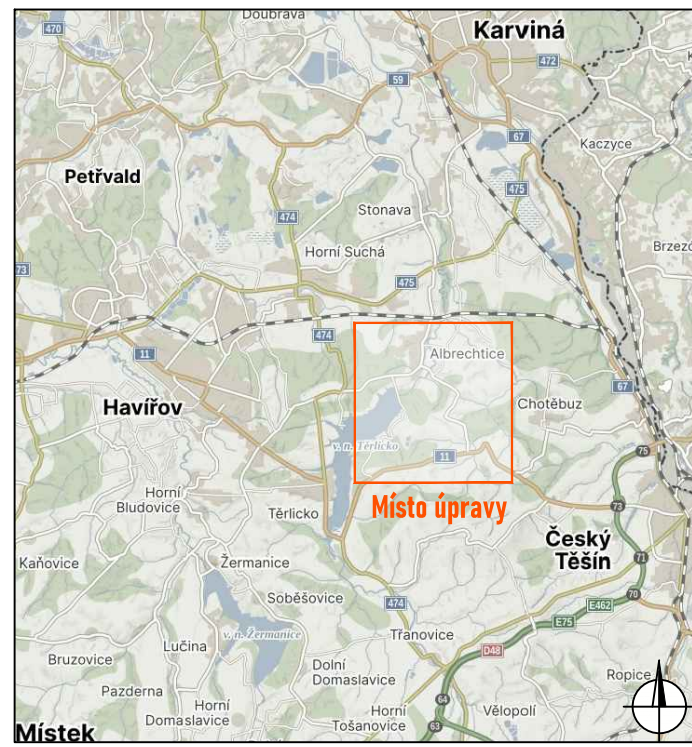 Doubrava
470
Karviná
472
59
67
Kaczyce
Petřvald
475
Stonava
474
Horní Suchá
Brzezó
73
475
474
11
Albrechtice
67
Havířov
Chotěbuz
v. n. Těrlicko
11
75
Horní
Bludovice
Místo úpravy
73
Těrlicko
Český
Těšín
Kaňovice
Žermanice
71
Soběšovice
70
474
E462
E75
v. n. Žermanice
Třanovice
Lučina
D48
Bruzovice
Dolní
Domaslavice
Ropice
Pazderna
64
Horní
Domaslavice
Horní
Tošanovice
Vělopolí
63
Místek